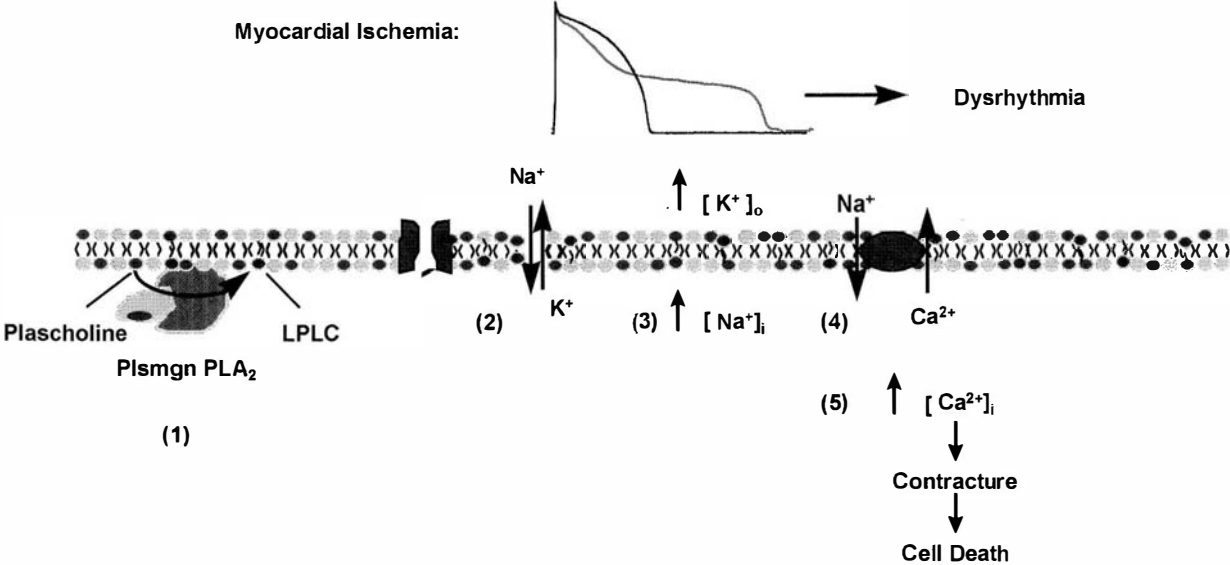 Myocardial Ischemia:
Dysrhythmia
Na⁺
[ K⁺ ]ₒ
Na⁺
Plascholine
LPLC
(2)
K⁺
(3)
[ Na⁺]ᵢ
(4)
Ca²⁺
Plsmgn PLA₂
(5)
[ Ca²⁺]ᵢ
(1)
Contracture
Cell Death